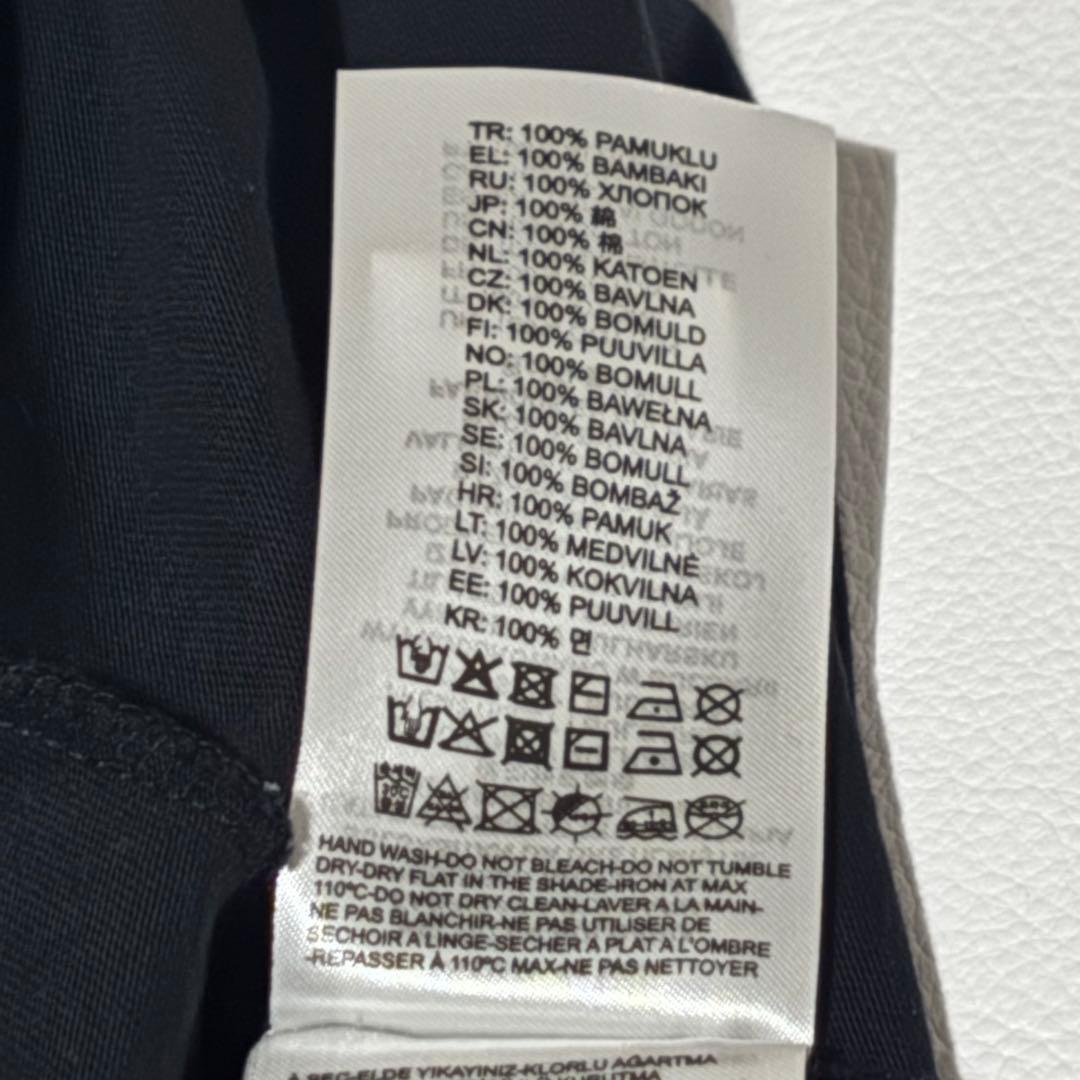 TR: 100% PAMUKLU
EL: 100% BAMBAKI
RU: 100% ХЛОПОК
JP: 100% 綿
CN: 100% 棉
NL: 100% KATOEN
CZ: 100% BAVLNA
DK: 100% BOMULD
FI: 100% PUUVILLA
NO: 100% BOMULL
PL: 100% BAWEŁNA
SK: 100% BAVLNA
SE: 100% BOMULL
SI: 100% BOMBAŽ
HR: 100% PAMUK
LT: 100% MEDVILNĖ
LV: 100% KOKVILNA
EE: 100% PUUVILL
KR: 100% 면
HAND WASH-DO NOT BLEACH-DO NOT TUMBLE
DRY-DRY FLAT IN THE SHADE-IRON AT MAX
110°C-DO NOT DRY CLEAN-LAVER A LA MAIN-
NE PAS BLANCHIR-NE PAS UTILISER DE
SECHOIR A LINGE-SECHER A PLAT A L'OMBRE
-REPASSER À 110°C MAX-NE PAS NETTOYER
A SEC-ELDE YIKAYINIZ-KLORLU AĞARTMA